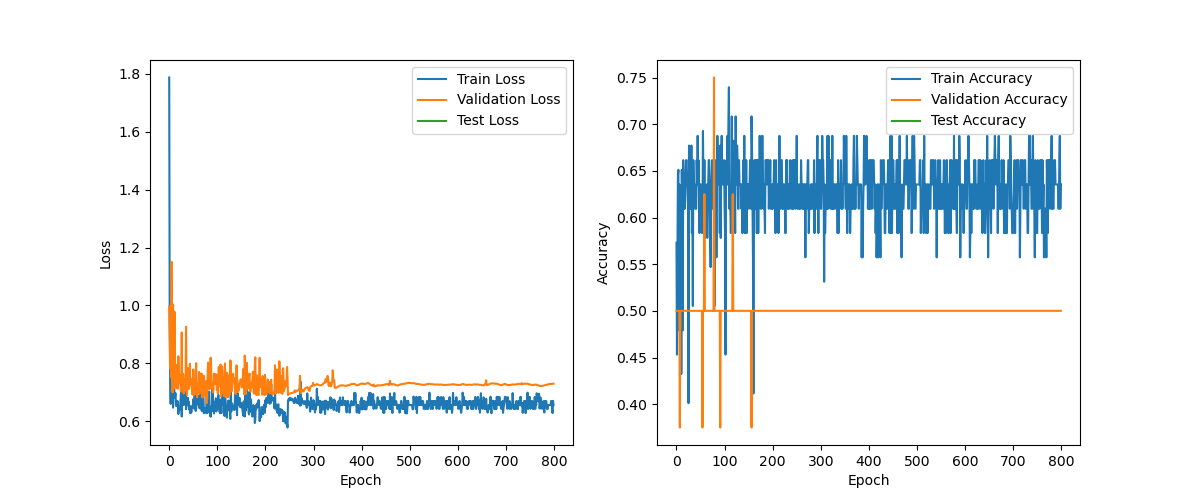 1.8
1.6
1.4
1.2
1.0
0.8
0.6
Loss
0 100 200 300 400 500 600 700 800
Epoch
Train Loss
Validation Loss
Test Loss
0.75
0.70
0.65
0.60
0.55
0.50
0.45
0.40
Accuracy
0 100 200 300 400 500 600 700 800
Epoch
Train Accuracy
Validation Accuracy
Test Accuracy